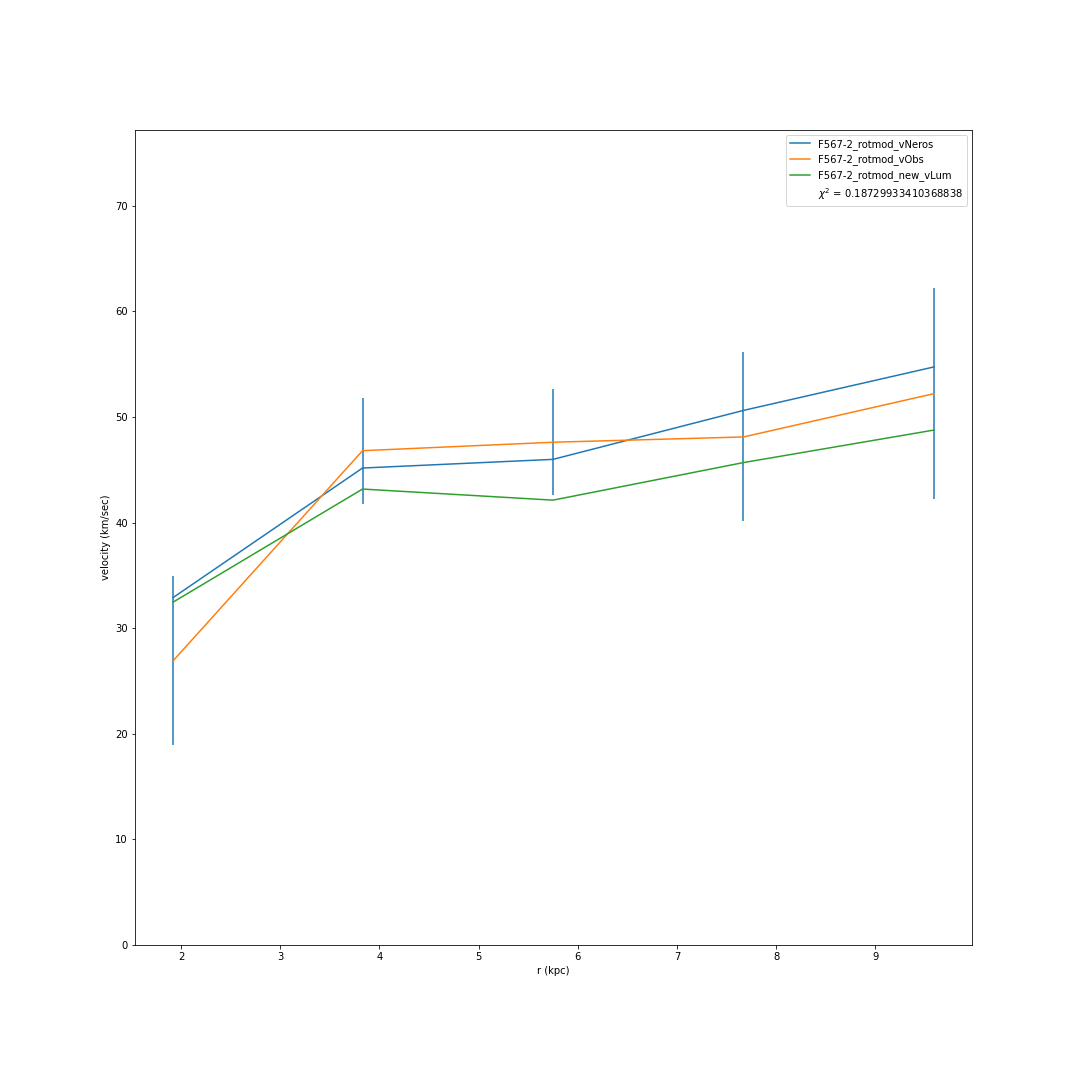 F567-2_rotmod_vNeros
F567-2_rotmod_vObs
F567-2_rotmod_new_vLum
χ² = 0.18729933410368838
70
60
50
40
30
20
10
0
velocity (km/sec)
2 3 4 5 6 7 8 9
r (kpc)